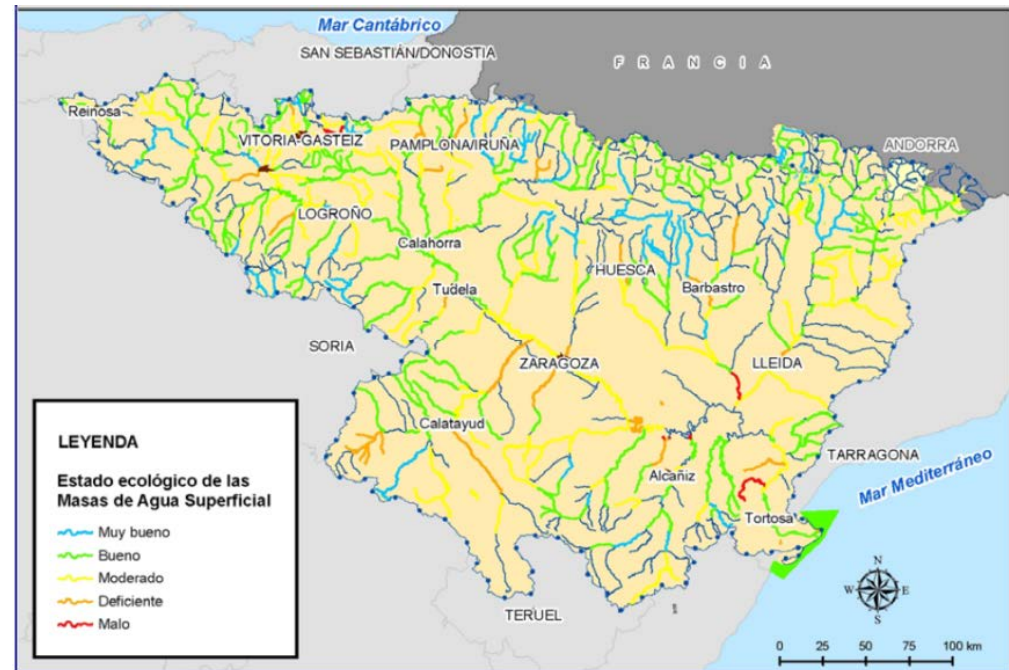 Mar Cantábrico
SAN SEBASTIÁN/DONOSTIA
F R A N C I A
Reinosa
VITORIA-GASTEIZ
PAMPLONA/IRUÑA
ANDORRA
LOGROÑO
Calahorra
HUESCA
Barbastro
Tudela
SORIA
ZARAGOZA
LLEIDA
Calatayud
TARRAGONA
Mar Mediterráneo
Alcañiz
Tortosa
TERUEL
LEYENDA
Estado ecológico de las
Masas de Agua Superficial
Muy bueno
Bueno
Moderado
Deficiente
Malo
N
W E
S
0 25 50 75 100 km